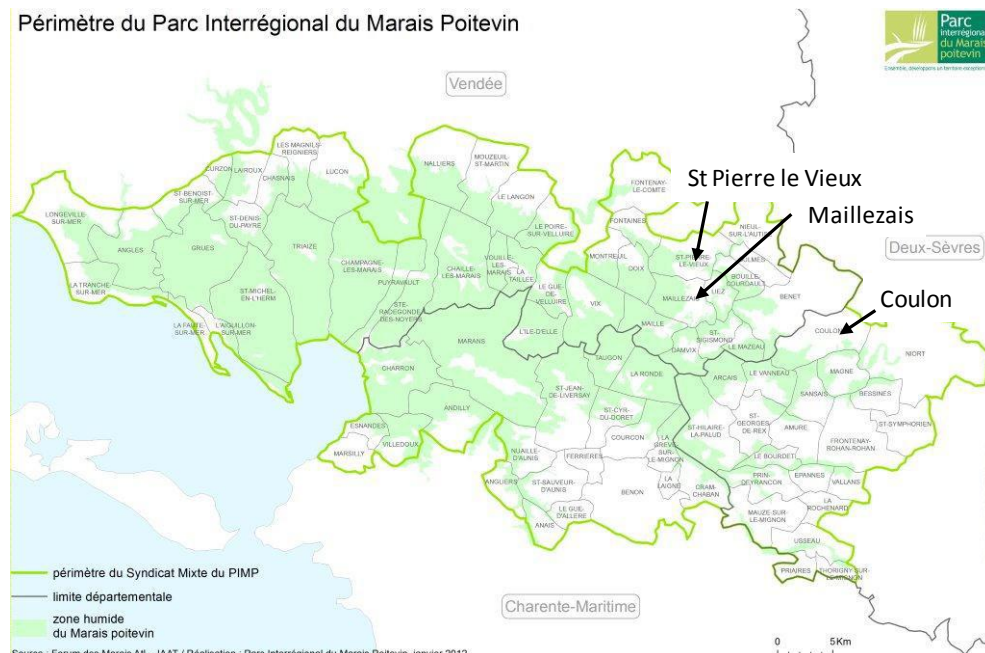 Périmètre du Parc Interrégional du Marais Poitevin
Parc
interrégional
du Marais
poitevin
Vendée
LES MAGNILS-
REIGNIERS
CURZON
LAIROUX
CHASNAIS
LUCON
NALLIERS
MOUZEUIL-
ST-MARTIN
LE LANGON
FONTENAY-
LE-COMTE
St Pierre le Vieux
Maillezais
LONGEVILLE-
SUR-MER
ST-BENOIST-
SUR-MER
ST-DENIS-
DU-PAYRE
ANGLES
GRUES
TRIAIZE
LE POIRE-
SUR-VELLUIRE
FONTAINES
NIEUL-
SUR-L'AUTISE
Deux-Sèvres
CHAMPAGNE-
LES-MARAIS
CHAILLE-
LES-MARAIS
VOUILLE-
LES-
MARAIS
LA
TAILLEE
MONTREUIL
DOIX
ST-PIERRE-
LE-VIEUX
BOUILLE-
COURDAULT
LA TRANCHE-
SUR-MER
ST-MICHEL-
EN-L'HERM
PUYRAVAULT
LE GUE-
DE-
VELLUIRE
VIX
MAILLEZAIS
LIEZ
BENET
Coulon
STE-
RADEGONDE-
DES-NOYERS
LA FAUTE-
SUR-MER
L'AIGUILLON-
SUR-MER
L'ILE-D'ELLE
MAILLE
ST-
SIGISMOND
DAMVIX
LE MAZEAU
COULON
NIORT
MARANS
TAUGON
LA RONDE
ARCAIS
LE VANNEAU
MAGNE
SANSAIS
BESSINES
CHARRON
ANDILLY
ST-JEAN-
DE-LIVERSAY
ST-CYR-
DU-DORET
ST-HILAIRE-
LA-PALUD
ST-
GEORGES-
DE-REX
AMURE
ST-SYMPHORIEN
ESNANDES
MARSILLY
VILLEDOUX
NUAILLE-
D'AUNIS
FERRIERES
COURCON
LA
GREVE-
SUR-
LE-MIGNON
FRONTENAY-
ROHAN-ROHAN
LE BOURDET
ANGLIERS
ST-SAUVEUR-
D'AUNIS
BENON
LA
LAIGNE
CRAM-
CHABAN
PRIN-
DEYRANCON
EPANNES
VALLANS
LE GUE-
D'ALLERE
ANAIS
MAUZE-SUR-
LE-MIGNON
LA
ROCHENARD
USSEAU
PRIAIRES
THORIGNY-SUR-
LE-MIGNON
périmètre du Syndicat Mixte du PIMP
limite départementale
zone humide
du Marais poitevin
Charente-Maritime
0 5Km